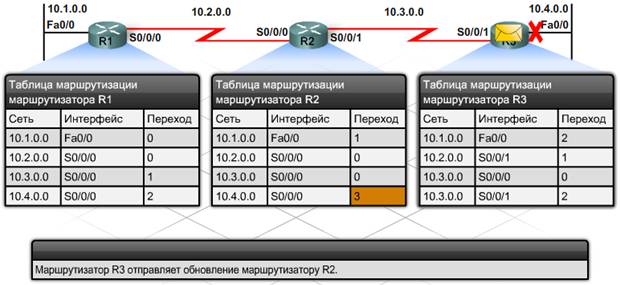 10.1.0.0 10.2.0.0 10.3.0.0 10.4.0.0
Fa0/0 R1 S0/0/0 S0/0/0 R2 S0/0/1 S0/0/1 R3 Fa0/0
Таблица маршрутизации
маршрутизатора R1
Сеть Интерфейс Переход
10.1.0.0 Fa0/0 0
10.2.0.0 S0/0/0 0
10.3.0.0 S0/0/0 1
10.4.0.0 S0/0/0 2
Таблица маршрутизации
маршрутизатора R2
Сеть Интерфейс Переход
10.1.0.0 Fa0/0 1
10.2.0.0 S0/0/0 0
10.3.0.0 S0/0/0 0
10.4.0.0 S0/0/0 3
Таблица маршрутизации
маршрутизатора R3
Сеть Интерфейс Переход
10.1.0.0 Fa0/0 2
10.2.0.0 S0/0/1 1
10.3.0.0 S0/0/0 0
10.3.0.0 S0/0/1 2
Маршрутизатор R3 отправляет обновление маршрутизатору R2.